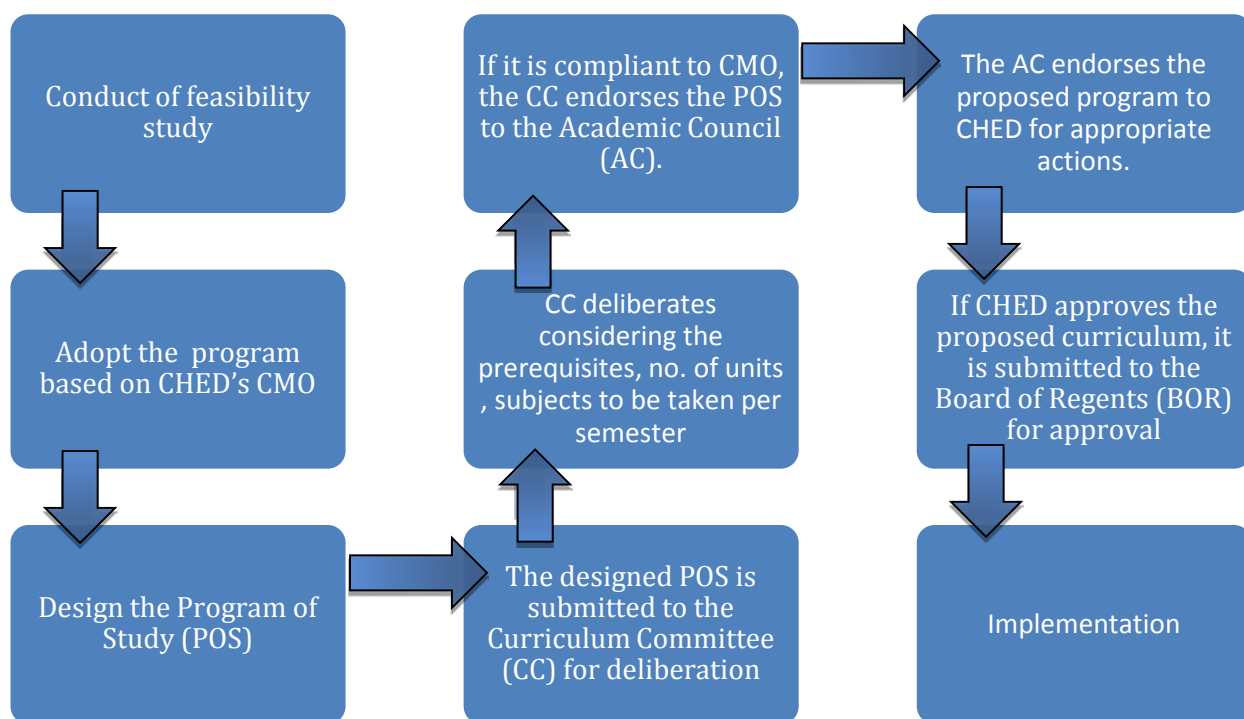 Conduct of feasibility
study
Adopt the program
based on CHED's CMO
Design the Program of
Study (POS)
The designed POS is
submitted to the
Curriculum Committee
(CC) for deliberation
CC deliberates
considering the
prerequisites, no. of units
, subjects to be taken per
semester
If it is compliant to CMO,
the CC endorses the POS
to the Academic Council
(AC).
The AC endorses the
proposed program to
CHED for appropriate
actions.
If CHED approves the
proposed curriculum, it
is submitted to the
Board of Regents (BOR)
for approval
Implementation